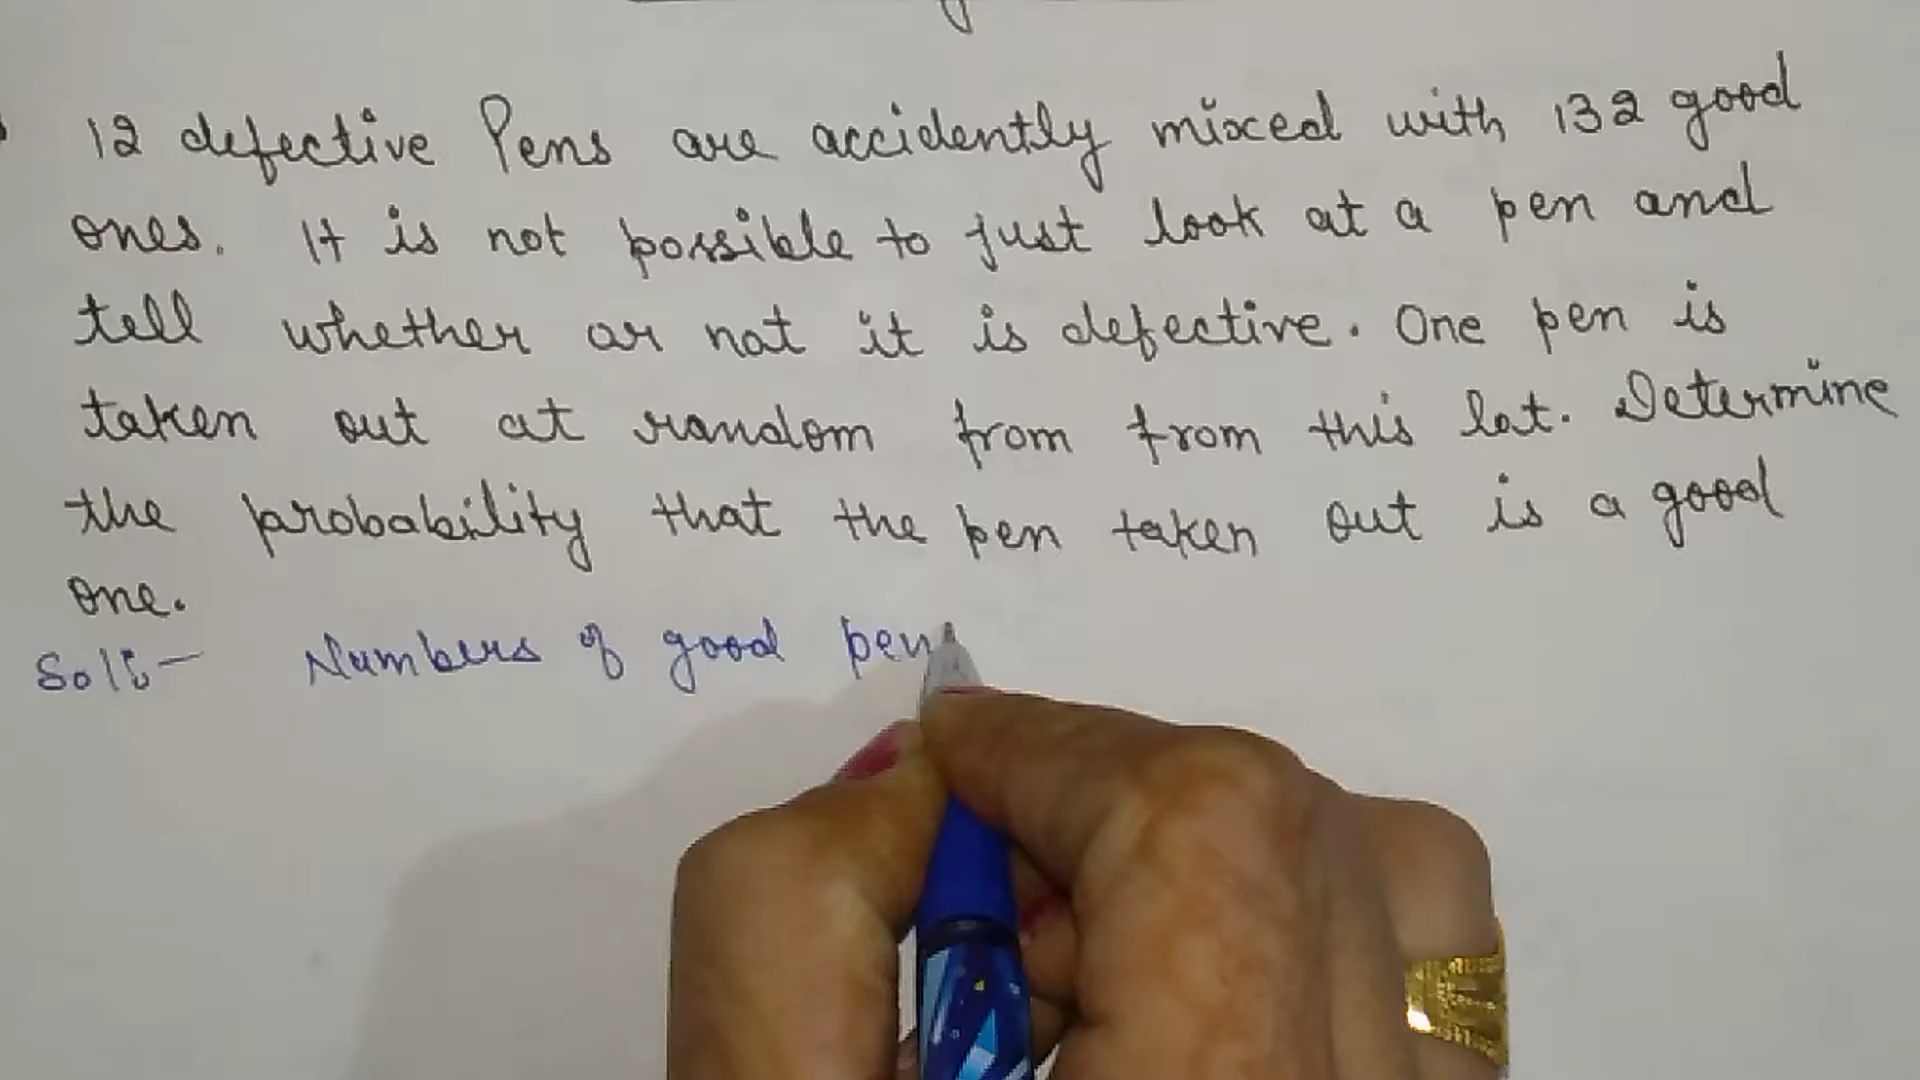 12 defective Pens are accidently mixed with 132 good
ones. It is not possible to just look at a pen and
tell whether or not it is defective. One pen is
taken out at random from from this lot. Determine
the probability that the pen taken out is a good
one.
Sol:- Numbers of good pen